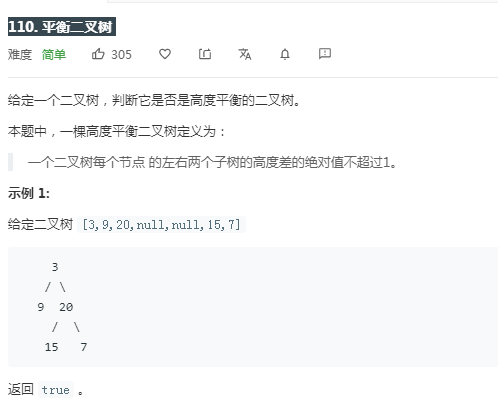 110. 平衡二叉树
难度 简单 305
给定一个二叉树，判断它是否是高度平衡的二叉树。
本题中，一棵高度平衡二叉树定义为：
一个二叉树每个节点 的左右两个子树的高度差的绝对值不超过1。
示例 1:
给定二叉树 [3,9,20,null,null,15,7]
3
/ \
9 20
/ \
15 7
返回 true 。